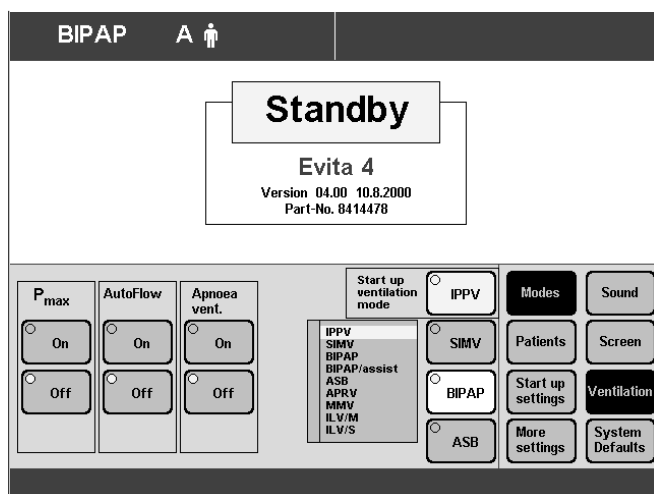 BIPAP A
Standby
Evita 4
Version 04.00 10.8.2000
Part-No. 8414478
Pmax
On
Off
AutoFlow
On
Off
Apnoea
vent.
On
Off
Start up
ventilation
mode
IPPV
SIMV
BIPAP
BIPAP/assist
ASB
APRV
MMV
ILV/M
ILV/S
IPPV
SIMV
BIPAP
ASB
Modes
Patients
Start up
settings
More
settings
Sound
Screen
Ventilation
System
Defaults